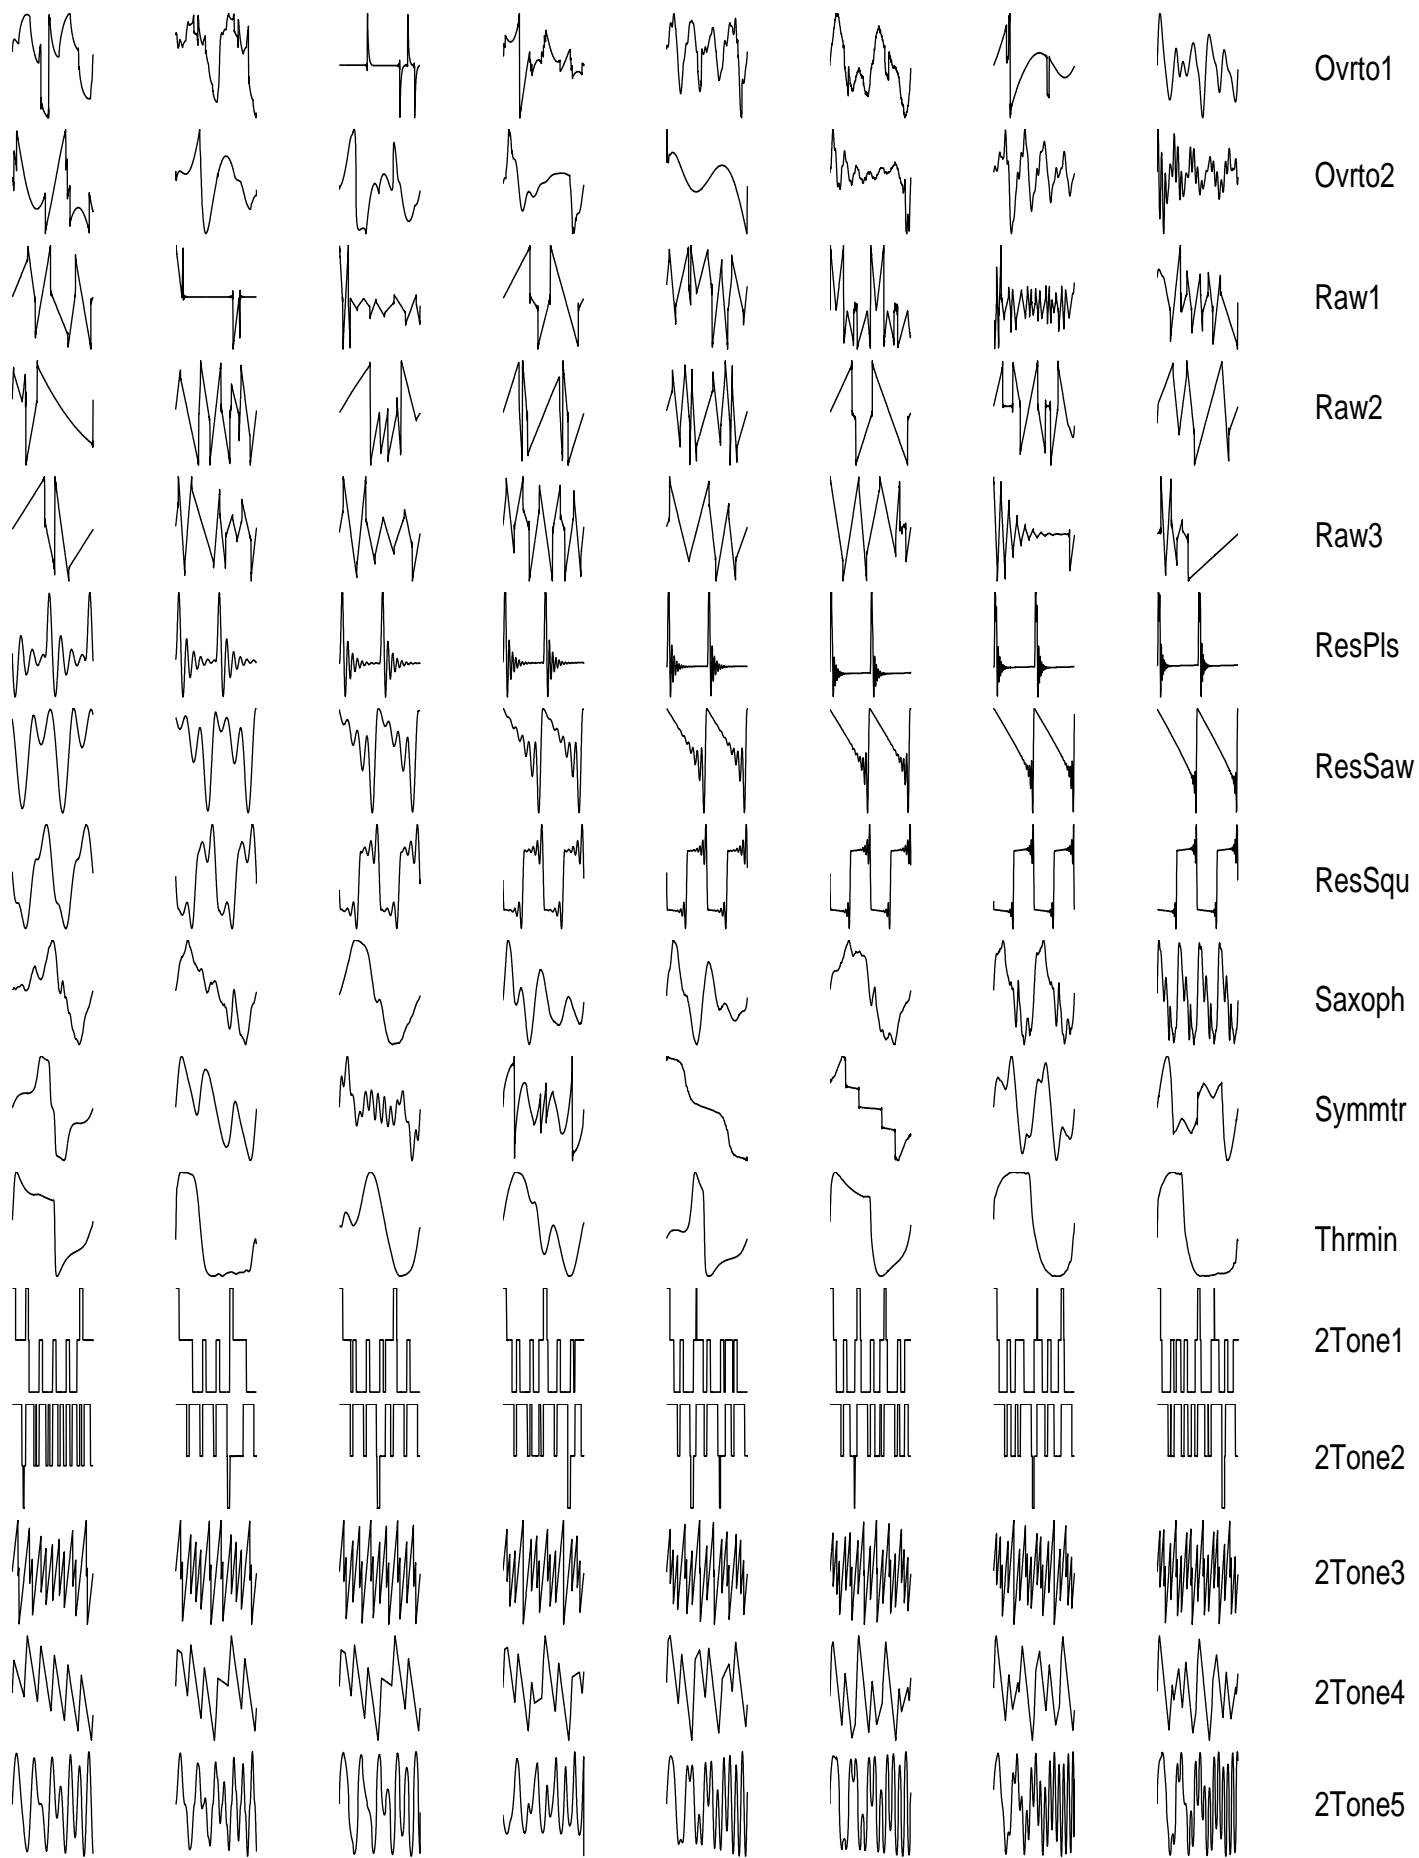 Ovrto1
Ovrto2
Raw1
Raw2
Raw3
ResPls
ResSaw
ResSqu
Saxoph
Symmtr
Thrmin
2Tone1
2Tone2
2Tone3
2Tone4
2Tone5